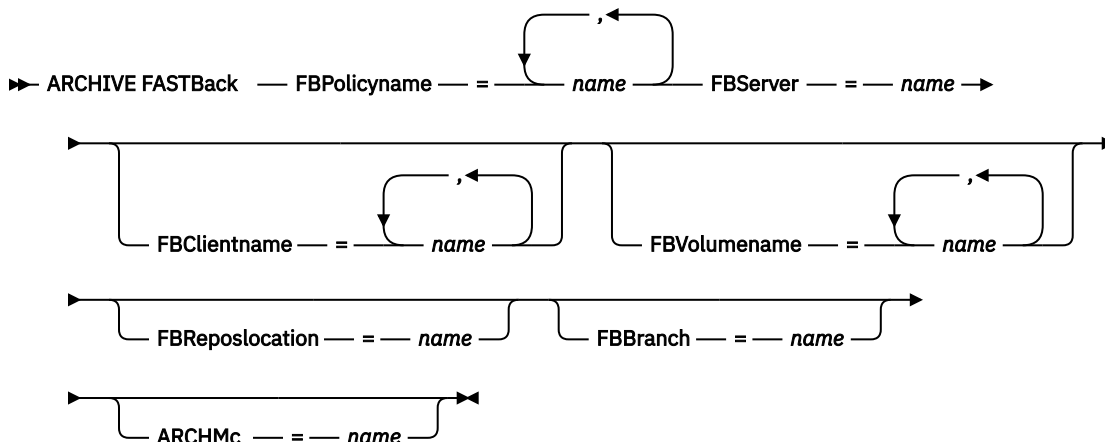 ,
ARCHIVE FASTBack FBPolicyname = name FBServer = name
, ,
FBClientname = name FBVolumename = name
FBReposlocation = name FBBranch = name
ARCHMc = name